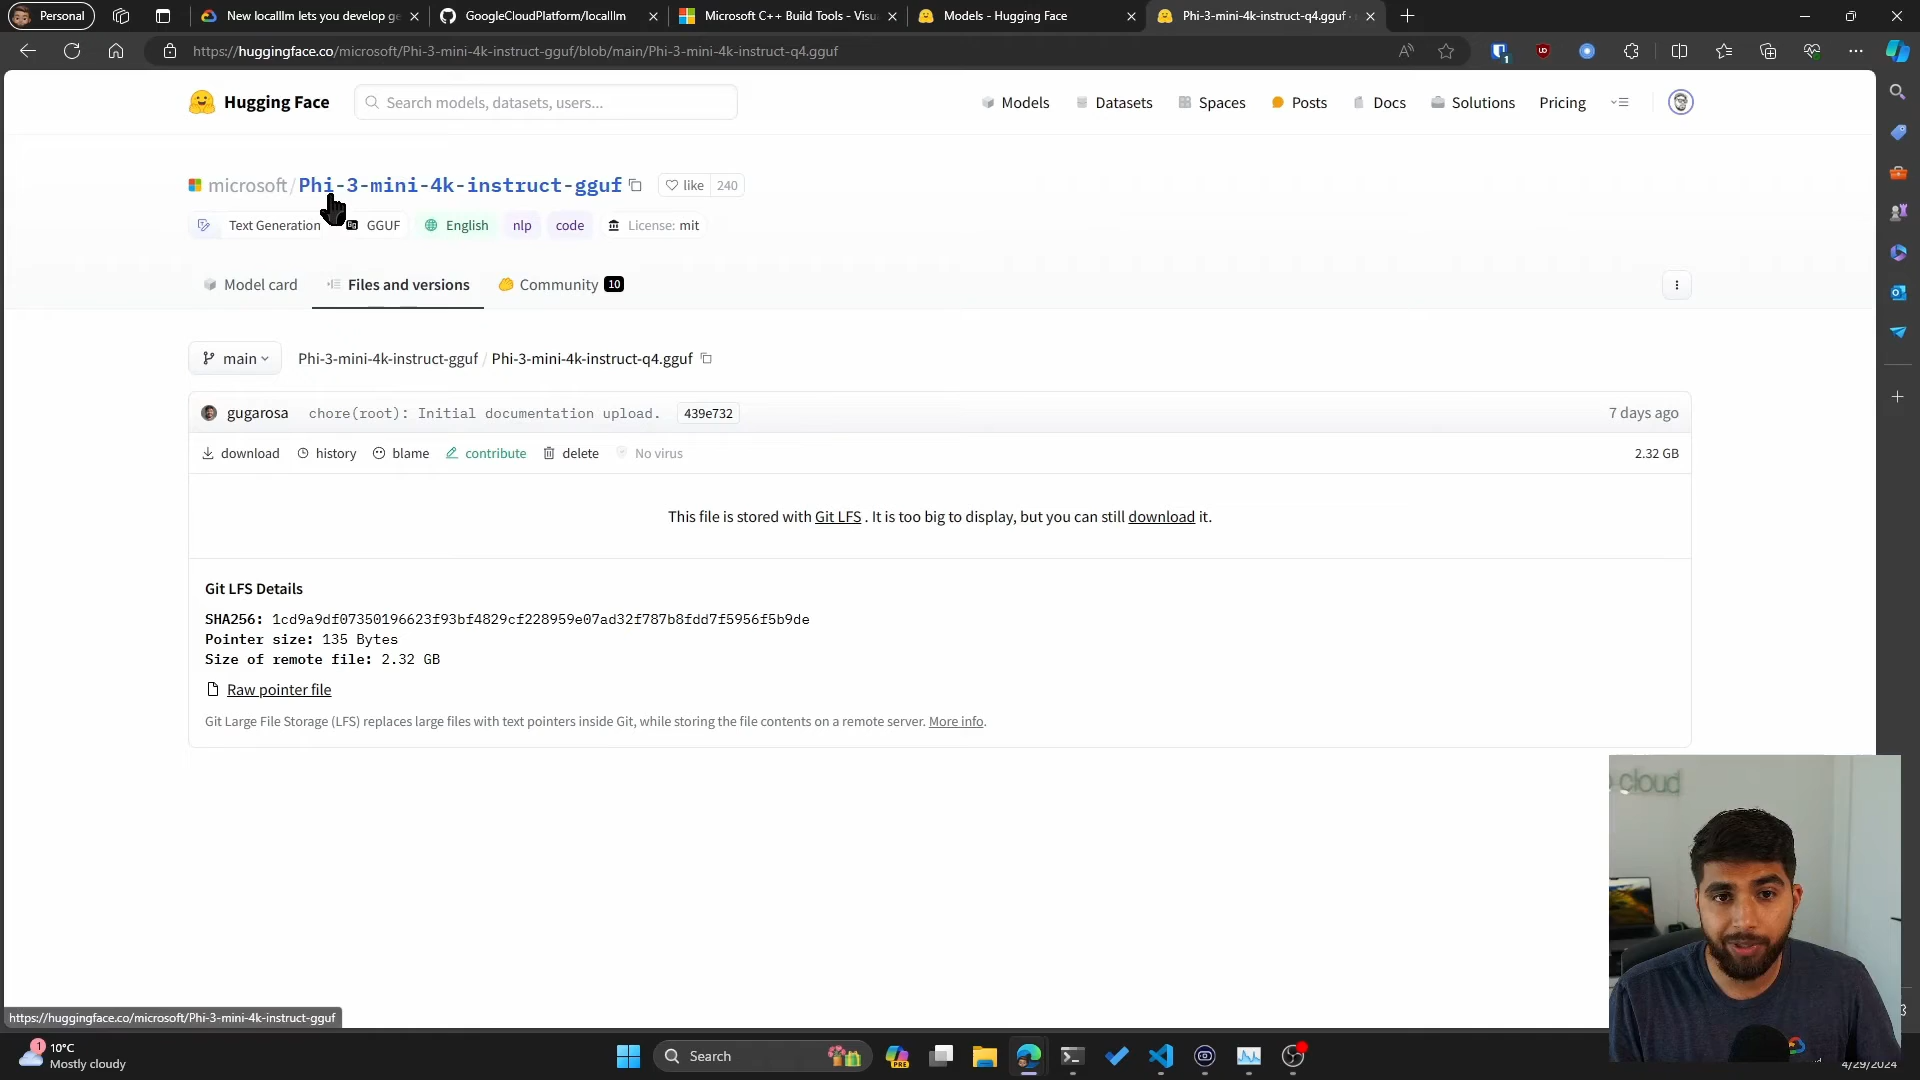 Personal
New localllm lets you develop ge
GoogleCloudPlatform/localllm
Microsoft C++ Build Tools - Visu
Models - Hugging Face
Phi-3-mini-4k-instruct-q4.gguf ·
https://huggingface.co/microsoft/Phi-3-mini-4k-instruct-gguf/blob/main/Phi-3-mini-4k-instruct-q4.gguf
Hugging Face
Search models, datasets, users...
Models
Datasets
Spaces
Posts
Docs
Solutions
Pricing
microsoft/Phi-3-mini-4k-instruct-gguf
like 240
Text Generation
GGUF
English
nlp
code
License: mit
Model card
Files and versions
Community 10
main
Phi-3-mini-4k-instruct-gguf / Phi-3-mini-4k-instruct-q4.gguf
gugarosa chore(root): Initial documentation upload. 439e732 7 days ago
download history blame contribute delete No virus 2.32 GB
This file is stored with Git LFS . It is too big to display, but you can still download it.
Git LFS Details
SHA256: 1cd9a9df07350196623f93bf4829cf228959e07ad32f787b8fdd7f5956f5b9de
Pointer size: 135 Bytes
Size of remote file: 2.32 GB
Raw pointer file
Git Large File Storage (LFS) replaces large files with text pointers inside Git, while storing the file contents on a remote server. More info.
cloud
https://huggingface.co/microsoft/Phi-3-mini-4k-instruct-gguf
1
10°C
Mostly cloudy
Search
PRE
4/29/2024